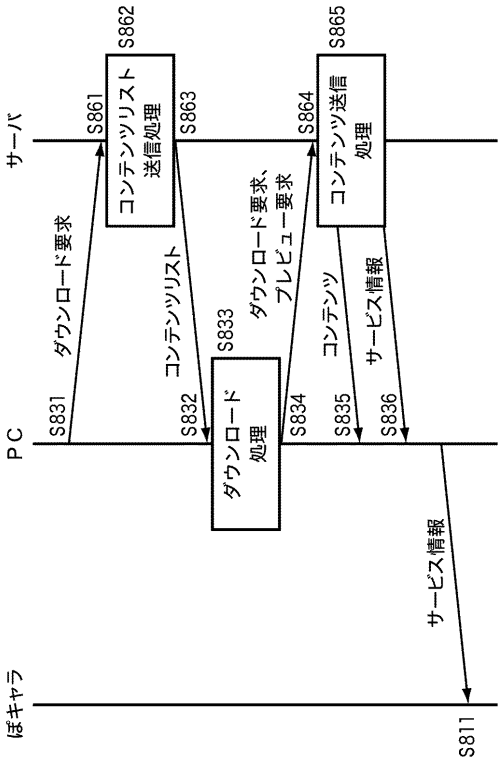 ぽキャラ
PC
サーバ
S831
ダウンロード要求
S861
コンテンツリスト
送信処理
S862
S863
コンテンツリスト
S832
ダウンロード
処理
S833
S834
ダウンロード要求、
プレビュー要求
S864
コンテンツ送信
処理
S865
コンテンツ
S835
サービス情報
S836
サービス情報
S811